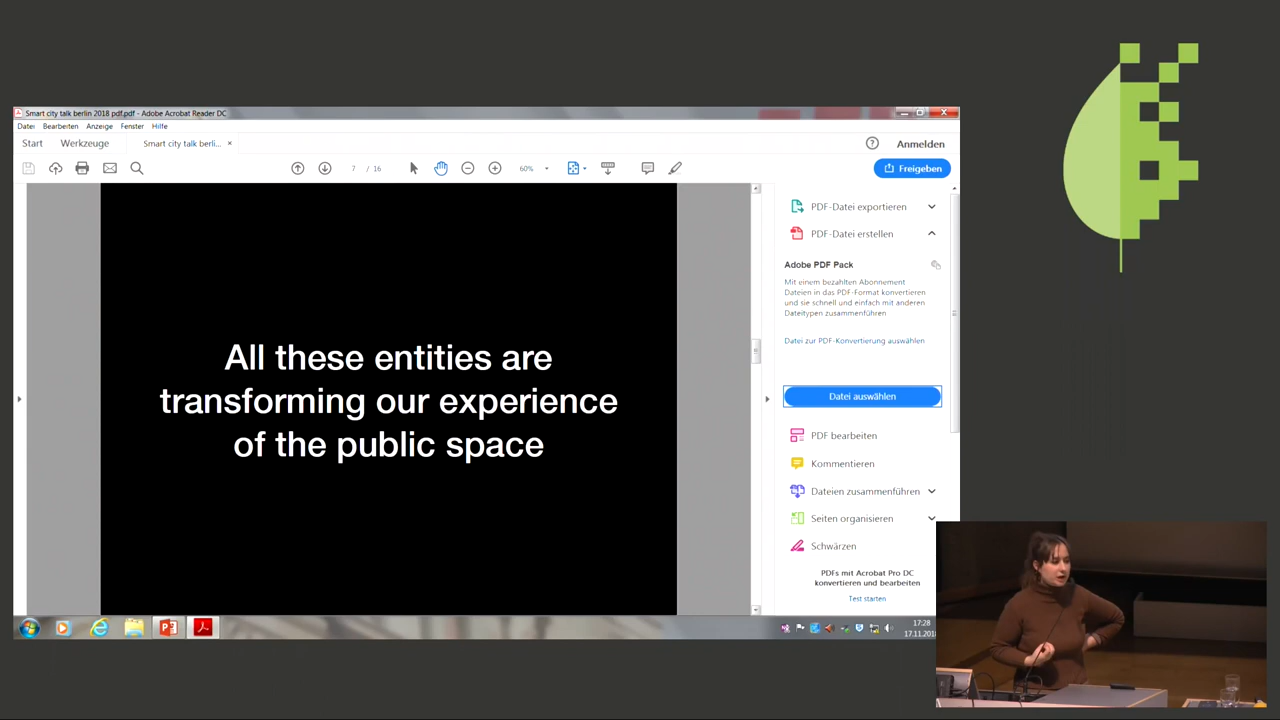 Smart city talk berlin 2018 pdf.pdf - Adobe Acrobat Reader DC
Datei Bearbeiten Anzeige Fenster Hilfe
Start Werkzeuge Smart city talk berli... × Anmelden
7 / 16 60% Freigeben
All these entities are
transforming our experience
of the public space
PDF-Datei exportieren
PDF-Datei erstellen
Adobe PDF Pack
Mit einem bezahlten Abonnement
Dateien in das PDF-Format konvertieren
und sie schnell und einfach mit anderen
Dateitypen zusammenführen
Datei zur PDF-Konvertierung auswählen
Datei auswählen
PDF bearbeiten
Kommentieren
Dateien zusammenführen
Seiten organisieren
Schwärzen
PDFs mit Acrobat Pro DC
konvertieren und bearbeiten
Test starten
17:28
17.11.201